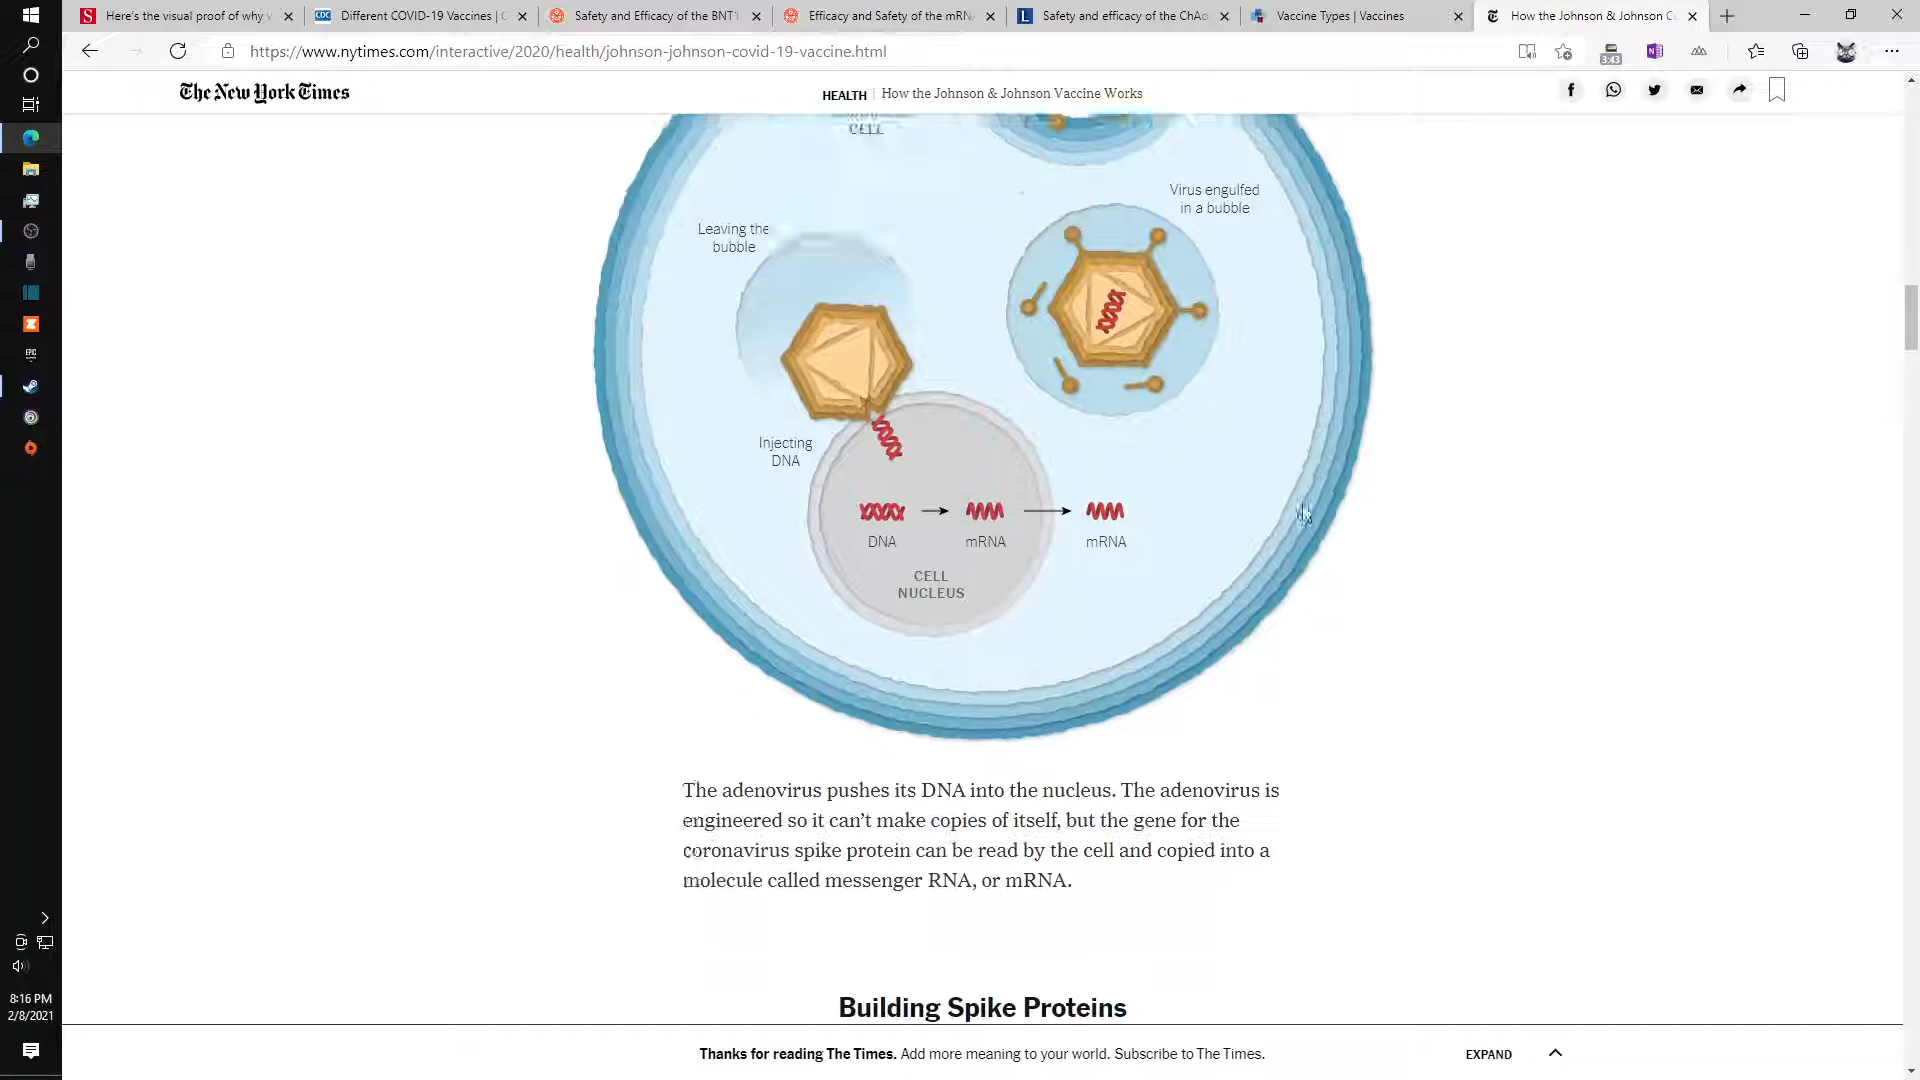 Here's the visual proof of why v
CDC
Different COVID-19 Vaccines | C
Safety and Efficacy of the BNT1
Efficacy and Safety of the mRN
L
Safety and efficacy of the ChAd
Vaccine Types | Vaccines
How the Johnson & Johnson C
https://www.nytimes.com/interactive/2020/health/johnson-johnson-covid-19-vaccine.html
3:43
The New York Times
HEALTH | How the Johnson & Johnson Vaccine Works
CELL
Virus engulfed
in a bubble
Leaving the
bubble
Injecting
DNA
DNA
mRNA
mRNA
CELL
NUCLEUS
The adenovirus pushes its DNA into the nucleus. The adenovirus is
engineered so it can't make copies of itself, but the gene for the
coronavirus spike protein can be read by the cell and copied into a
molecule called messenger RNA, or mRNA.
Building Spike Proteins
Thanks for reading The Times. Add more meaning to your world. Subscribe to The Times.
EXPAND
EPIC
8:16 PM
2/8/2021